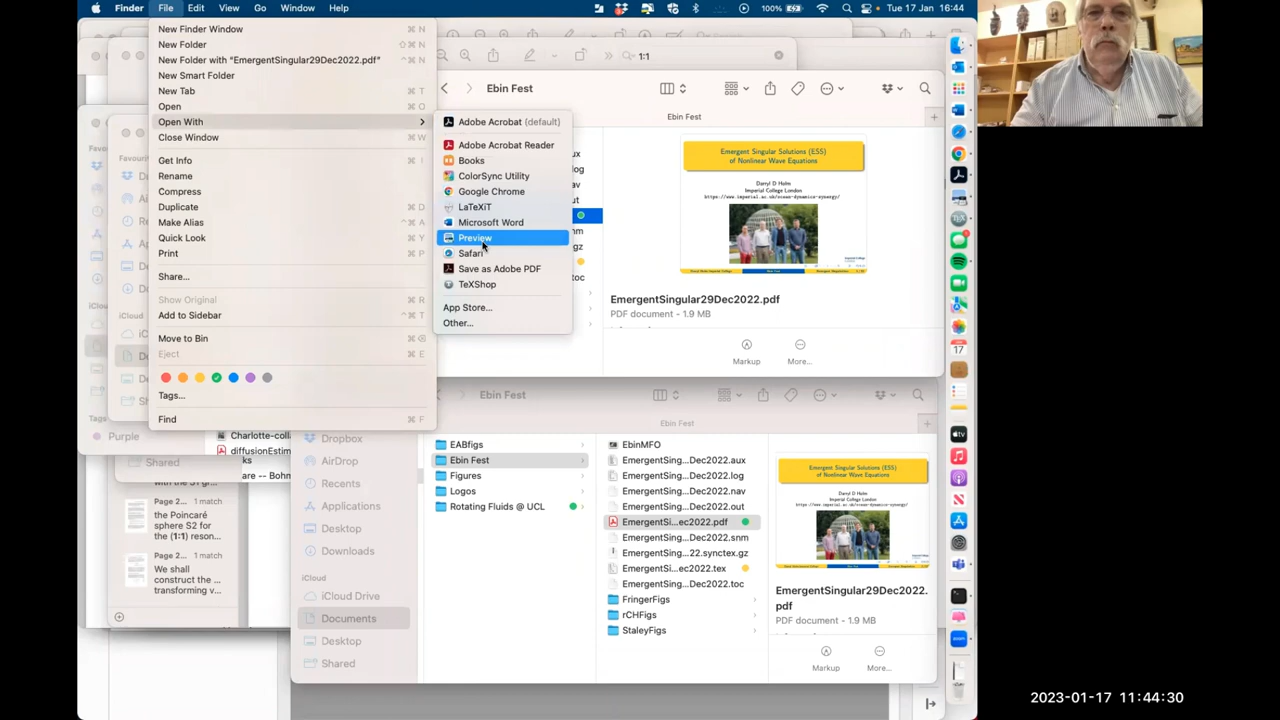 Finder File Edit View Go Window Help
100% Tue 17 Jan 16:44
New Finder Window ⌘ N
New Folder ⇧⌘ N
New Folder with "EmergentSingular29Dec2022.pdf" ^⌘ N
New Smart Folder
New Tab ⌘ T
Open ⌘ O
Open With
Close Window ⌘ W
Get Info ⌘ I
Rename
Compress
Duplicate ⌘ D
Make Alias ^⌘ A
Quick Look ⌘ Y
Print ⌘ P
Share...
Show Original ⌘ R
Add to Sidebar ^⌘ T
Move to Bin ⌘⌫
Eject ⌘ E
Tags...
Find ⌘ F
Adobe Acrobat (default)
Adobe Acrobat Reader
Books
ColorSync Utility
Google Chrome
LaTeXiT
Microsoft Word
Preview
Safari
Save as Adobe PDF
TeXShop
App Store...
Other...
1:1
Ebin Fest
Ebin Fest
Emergent Singular Solutions (ESS)
of Nonlinear Wave Equations
Darryl D Holm
Imperial College London
EmergentSingular29Dec2022.pdf
PDF document - 1.9 MB
Markup
More...
Tags
Purple
Charlotte-coll
diffusionEstim
are -- Bohn
Shared
Page 2... 1 match
the Poincaré
sphere S2 for
the (1:1) reson...
Page 2... 1 match
We shall
construct the ...
transforming v...
Dropbox
AirDrop
Recents
Applications
Desktop
Downloads
iCloud
iCloud Drive
Documents
Desktop
Shared
Ebin Fest
Ebin Fest
EABfigs
Ebin Fest
Figures
Logos
Rotating Fluids @ UCL
EbinMFO
EmergentSing...Dec2022.aux
EmergentSing...Dec2022.log
EmergentSing...Dec2022.nav
EmergentSing...Dec2022.out
EmergentSi...ec2022.pdf
EmergentSing...Dec2022.snm
EmergentSing...22.synctex.gz
EmergentSi...ec2022.tex
EmergentSing...Dec2022.toc
FringerFigs
rCHFigs
StaleyFigs
Emergent Singular Solutions (ESS)
of Nonlinear Wave Equations
Darryl D Holm
Imperial College London
EmergentSingular29Dec2022.
pdf
PDF document - 1.9 MB
Markup
More...
17
2023-01-17 11:44:30